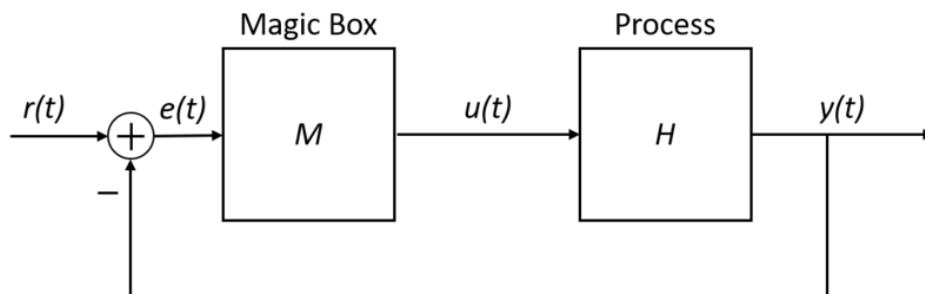 Magic Box Process
r(t) + e(t) M u(t) H y(t)
−